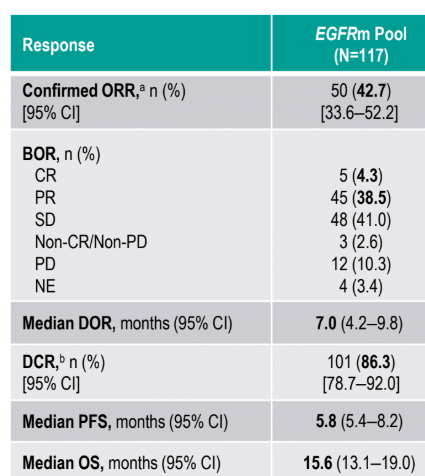 Response EGFRm Pool
(N=117)
Confirmed ORR,ᵃ n (%) 50 (42.7)
[95% CI] [33.6–52.2]
BOR, n (%)
CR 5 (4.3)
PR 45 (38.5)
SD 48 (41.0)
Non-CR/Non-PD 3 (2.6)
PD 12 (10.3)
NE 4 (3.4)
Median DOR, months (95% CI) 7.0 (4.2–9.8)
DCR,ᵇ n (%) 101 (86.3)
[95% CI] [78.7–92.0]
Median PFS, months (95% CI) 5.8 (5.4–8.2)
Median OS, months (95% CI) 15.6 (13.1–19.0)